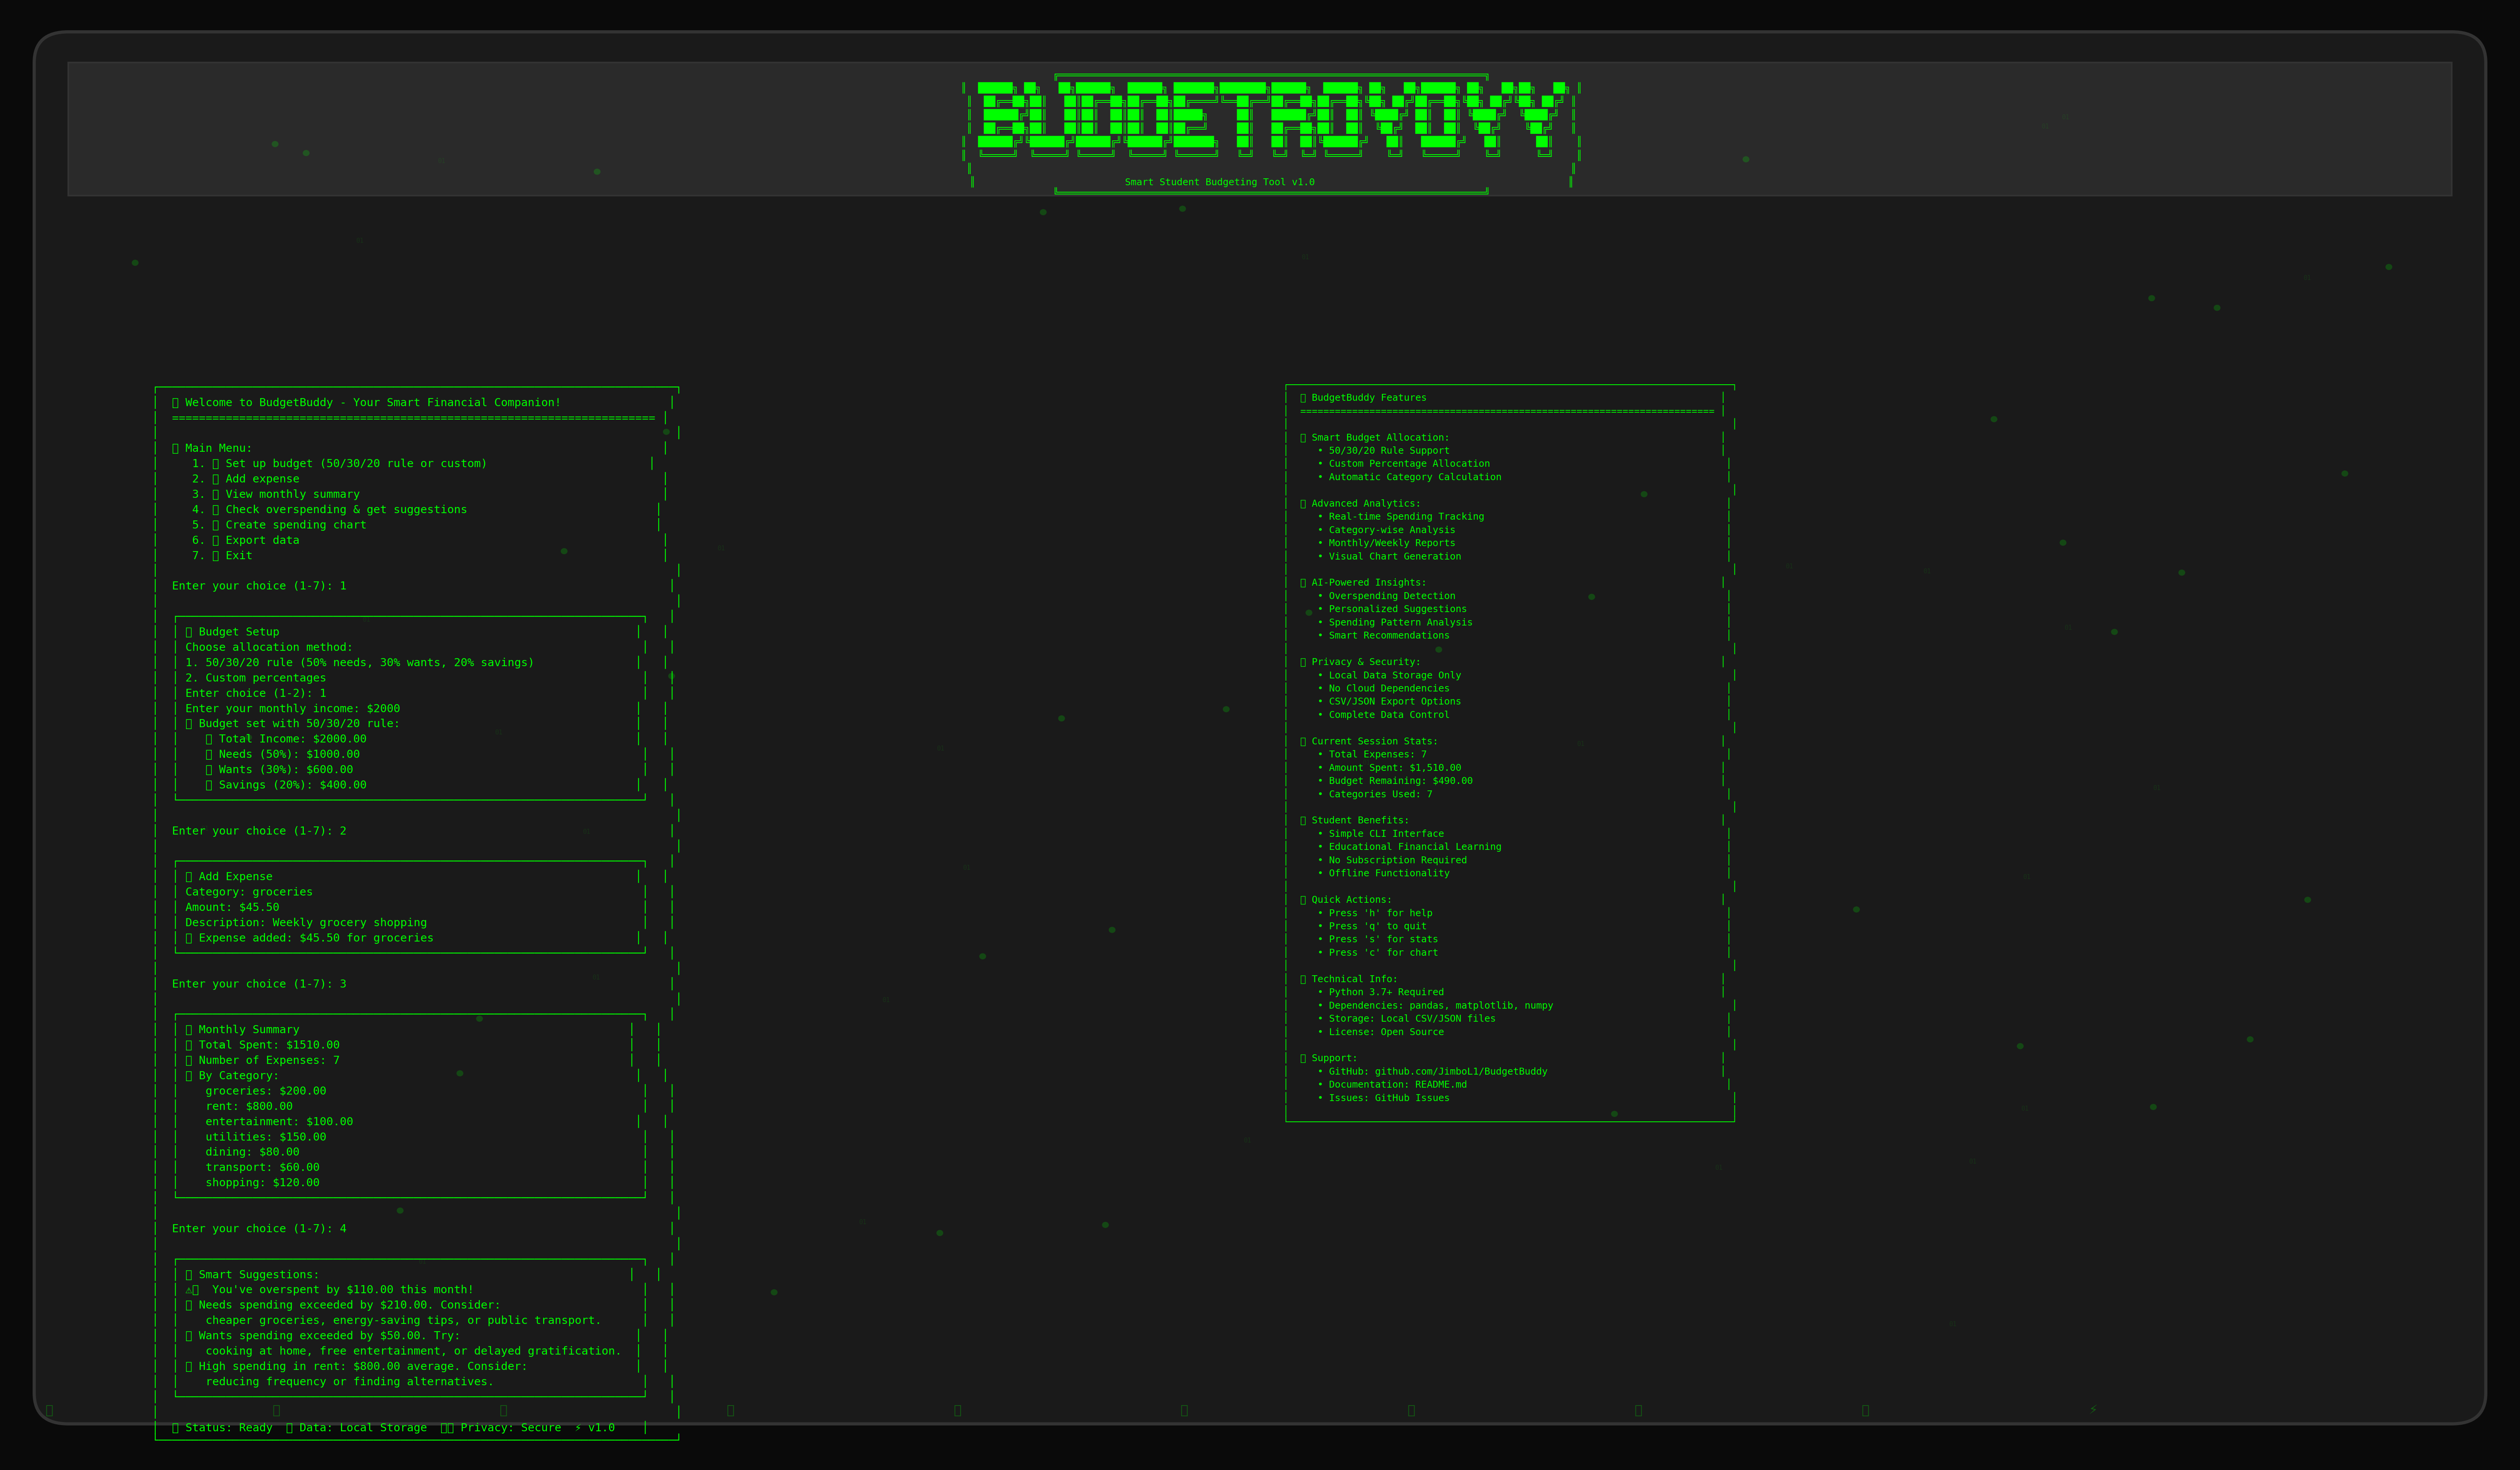 Smart Student Budgeting Tool v1.0
Welcome to BudgetBuddy - Your Smart Financial Companion!
========================================================================
Main Menu:
1. Set up budget (50/30/20 rule or custom)
2. Add expense
3. View monthly summary
4. Check overspending & get suggestions
5. Create spending chart
6. Export data
7. Exit
Enter your choice (1-7): 1
Budget Setup
Choose allocation method:
1. 50/30/20 rule (50% needs, 30% wants, 20% savings)
2. Custom percentages
Enter choice (1-2): 1
Enter your monthly income: $2000
Budget set with 50/30/20 rule:
Total Income: $2000.00
Needs (50%): $1000.00
Wants (30%): $600.00
Savings (20%): $400.00
Enter your choice (1-7): 2
Add Expense
Category: groceries
Amount: $45.50
Description: Weekly grocery shopping
Expense added: $45.50 for groceries
Enter your choice (1-7): 3
Monthly Summary
Total Spent: $1510.00
Number of Expenses: 7
By Category:
groceries: $200.00
rent: $800.00
entertainment: $100.00
utilities: $150.00
dining: $80.00
transport: $60.00
shopping: $120.00
Enter your choice (1-7): 4
Smart Suggestions:
⚠ You've overspent by $110.00 this month!
Needs spending exceeded by $210.00. Consider:
cheaper groceries, energy-saving tips, or public transport.
Wants spending exceeded by $50.00. Try:
cooking at home, free entertainment, or delayed gratification.
High spending in rent: $800.00 average. Consider:
reducing frequency or finding alternatives.
Status: Ready Data: Local Storage Privacy: Secure ⚡ v1.0
BudgetBuddy Features
========================================================================
Smart Budget Allocation:
• 50/30/20 Rule Support
• Custom Percentage Allocation
• Automatic Category Calculation
Advanced Analytics:
• Real-time Spending Tracking
• Category-wise Analysis
• Monthly/Weekly Reports
• Visual Chart Generation
AI-Powered Insights:
• Overspending Detection
• Personalized Suggestions
• Spending Pattern Analysis
• Smart Recommendations
Privacy & Security:
• Local Data Storage Only
• No Cloud Dependencies
• CSV/JSON Export Options
• Complete Data Control
Current Session Stats:
• Total Expenses: 7
• Amount Spent: $1,510.00
• Budget Remaining: $490.00
• Categories Used: 7
Student Benefits:
• Simple CLI Interface
• Educational Financial Learning
• No Subscription Required
• Offline Functionality
Quick Actions:
• Press 'h' for help
• Press 'q' to quit
• Press 's' for stats
• Press 'c' for chart
Technical Info:
• Python 3.7+ Required
• Dependencies: pandas, matplotlib, numpy
• Storage: Local CSV/JSON files
• License: Open Source
Support:
• GitHub: github.com/JimboL1/BudgetBuddy
• Documentation: README.md
• Issues: GitHub Issues